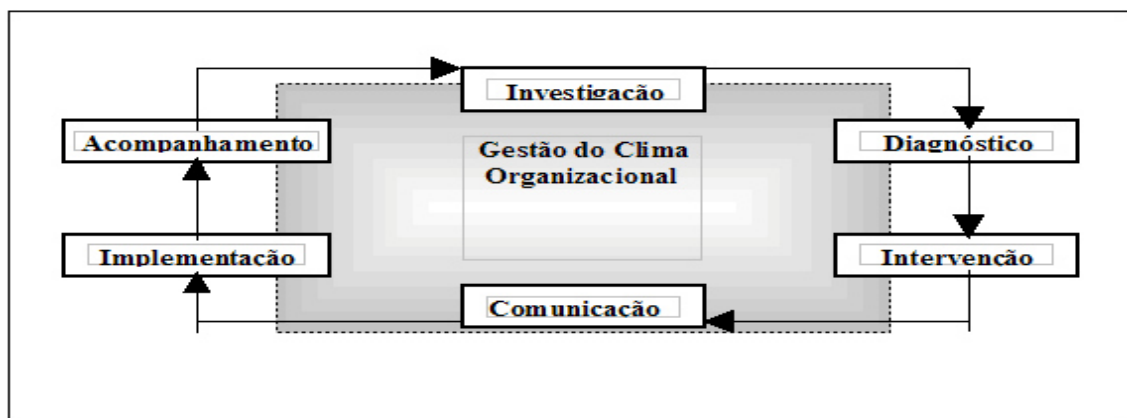 Investigação
Acompanhamento
Diagnóstico
Gestão do Clima
Organizacional
Implementação
Intervenção
Comunicação